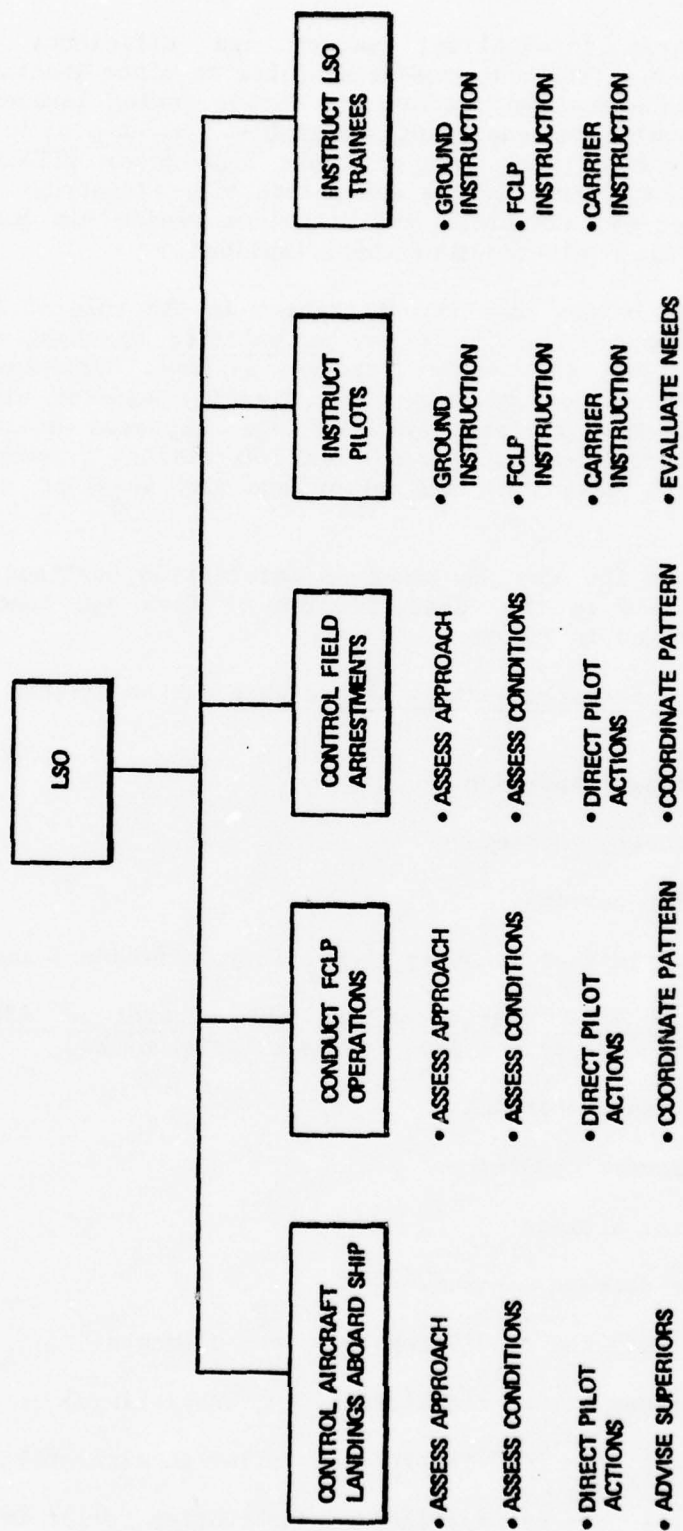 LSO
CONTROL AIRCRAFT
LANDINGS ABOARD SHIP
• ASSESS APPROACH
• ASSESS CONDITIONS
• DIRECT PILOT
ACTIONS
• ADVISE SUPERIORS
CONDUCT FCLP
OPERATIONS
• ASSESS APPROACH
• ASSESS CONDITIONS
• DIRECT PILOT
ACTIONS
• COORDINATE PATTERN
CONTROL FIELD
ARRESTMENTS
• ASSESS APPROACH
• ASSESS CONDITIONS
• DIRECT PILOT
ACTIONS
• COORDINATE PATTERN
INSTRUCT
PILOTS
• GROUND
INSTRUCTION
• FCLP
INSTRUCTION
• CARRIER
INSTRUCTION
• EVALUATE NEEDS
INSTRUCT LSO
TRAINEES
• GROUND
INSTRUCTION
• FCLP
INSTRUCTION
• CARRIER
INSTRUCTION